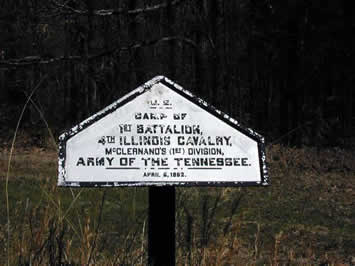 U. S.
CAMP OF
1ST BATTALION,
4TH ILLINOIS CAVALRY,
MCCLERNAND'S (1ST) DIVISION,
ARMY OF THE TENNESSEE.
APRIL 6, 1862.